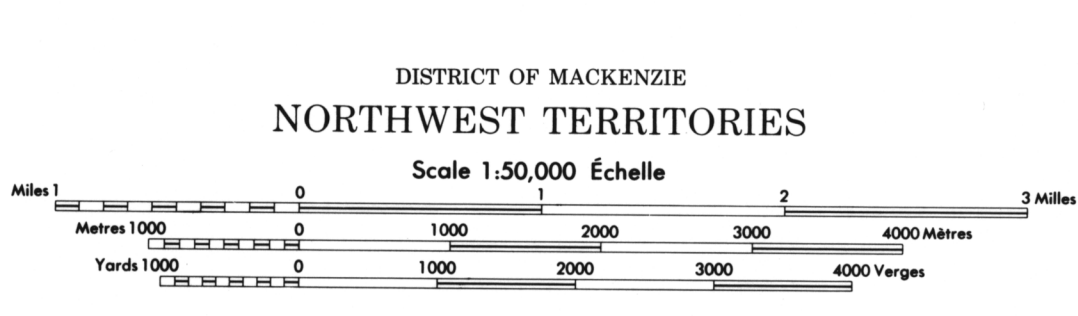 DISTRICT OF MACKENZIE
NORTHWEST TERRITORIES
Scale 1:50,000 Échelle
Miles 1 0 1 2 3 Milles
Metres 1000 0 1000 2000 3000 4000 Mètres
Yards 1000 0 1000 2000 3000 4000 Verges